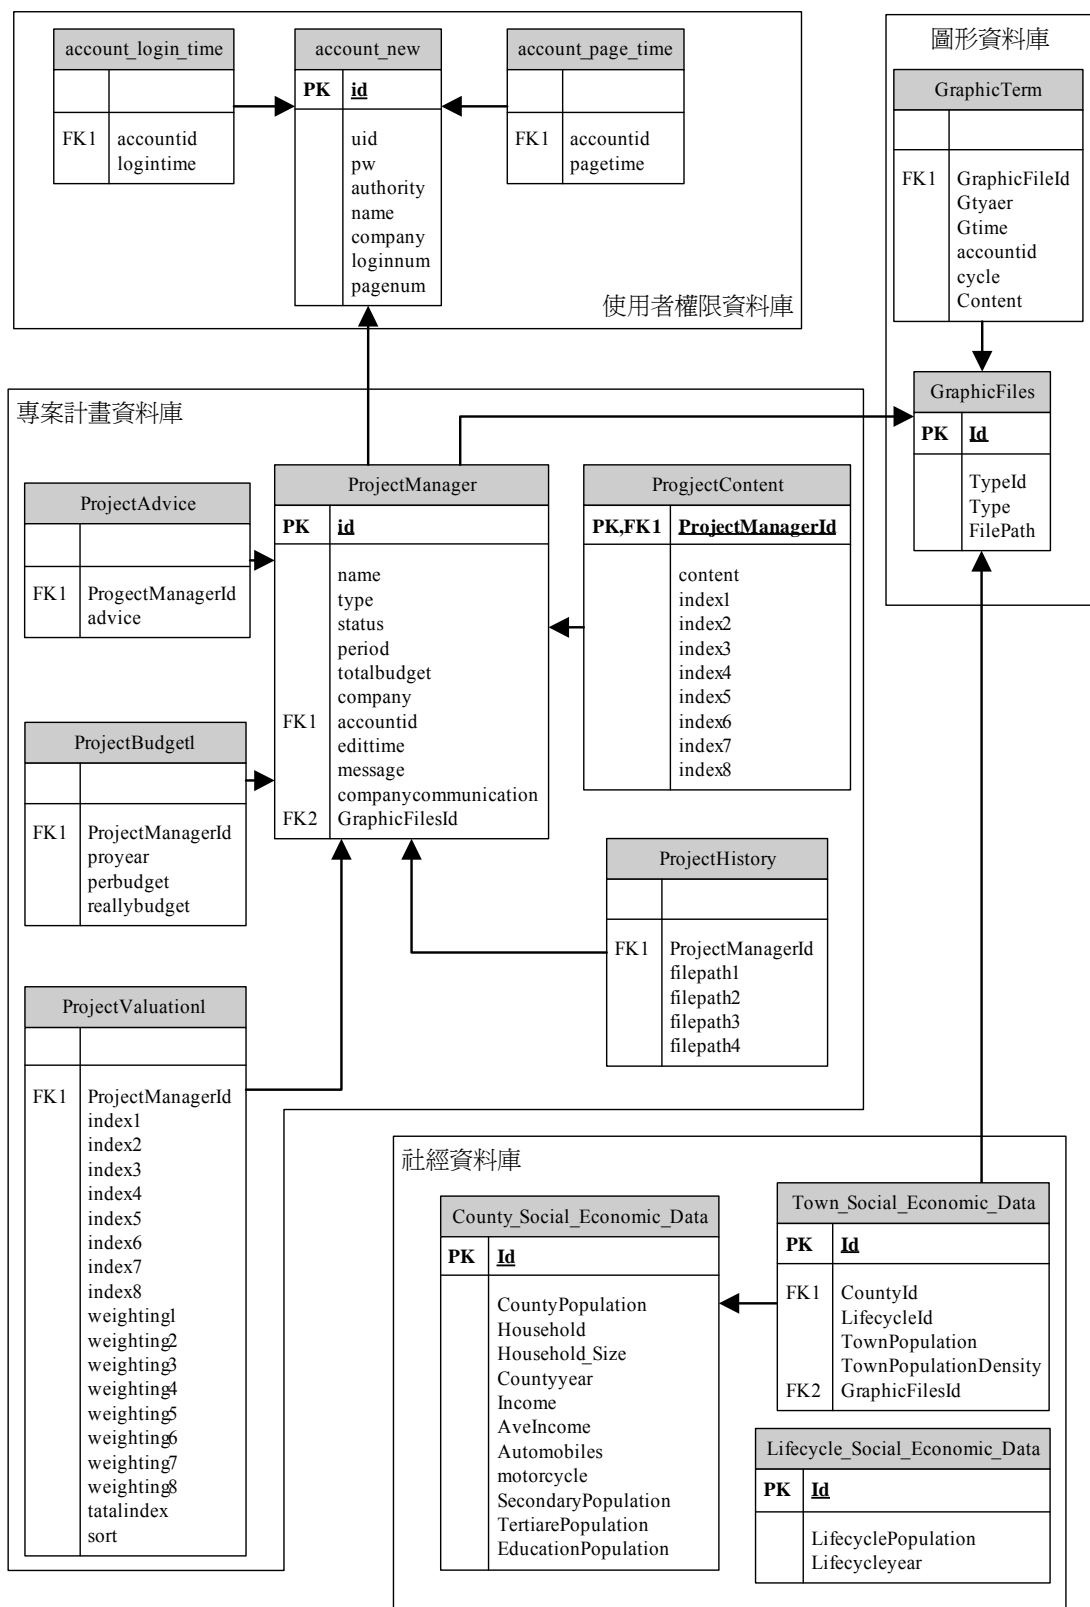 account_login_time
FK1 accountid
logintime
account_new
PK id
uid
pw
authority
name
company
loginnum
pagenum
account_page_time
FK1 accountid
pagetime
使用者權限資料庫
圖形資料庫
GraphicTerm
FK1 GraphicFileId
Gtyaer
Gtime
accountid
cycle
Content
GraphicFiles
PK Id
TypeId
Type
FilePath
專案計畫資料庫
ProjectAdvice
FK1 ProgectManagerId
advice
ProjectManager
PK id
name
type
status
period
totalbudget
company
FK1 accountid
edittime
message
companycommunication
FK2 GraphicFilesId
ProgjectContent
PK,FK1 ProjectManagerId
content
index1
index2
index3
index4
index5
index6
index7
index8
ProjectBudget1
FK1 ProjectManagerId
proyear
perbudget
reallybudget
ProjectHistory
FK1 ProjectManagerId
filepath1
filepath2
filepath3
filepath4
ProjectValuation1
FK1 ProjectManagerId
index1
index2
index3
index4
index5
index6
index7
index8
weighting1
weighting2
weighting3
weighting4
weighting5
weighting6
weighting7
weighting8
tatalindex
sort
社經資料庫
County_Social_Economic_Data
PK Id
CountyPopulation
Household
Household_Size
Countyyear
Income
AveIncome
Automobiles
motorcycle
SecondaryPopulation
TertiarePopulation
EducationPopulation
Town_Social_Economic_Data
PK Id
FK1 CountyId
LifecycleId
TownPopulation
TownPopulationDensity
FK2 GraphicFilesId
Lifecycle_Social_Economic_Data
PK Id
LifecyclePopulation
Lifecycleyear